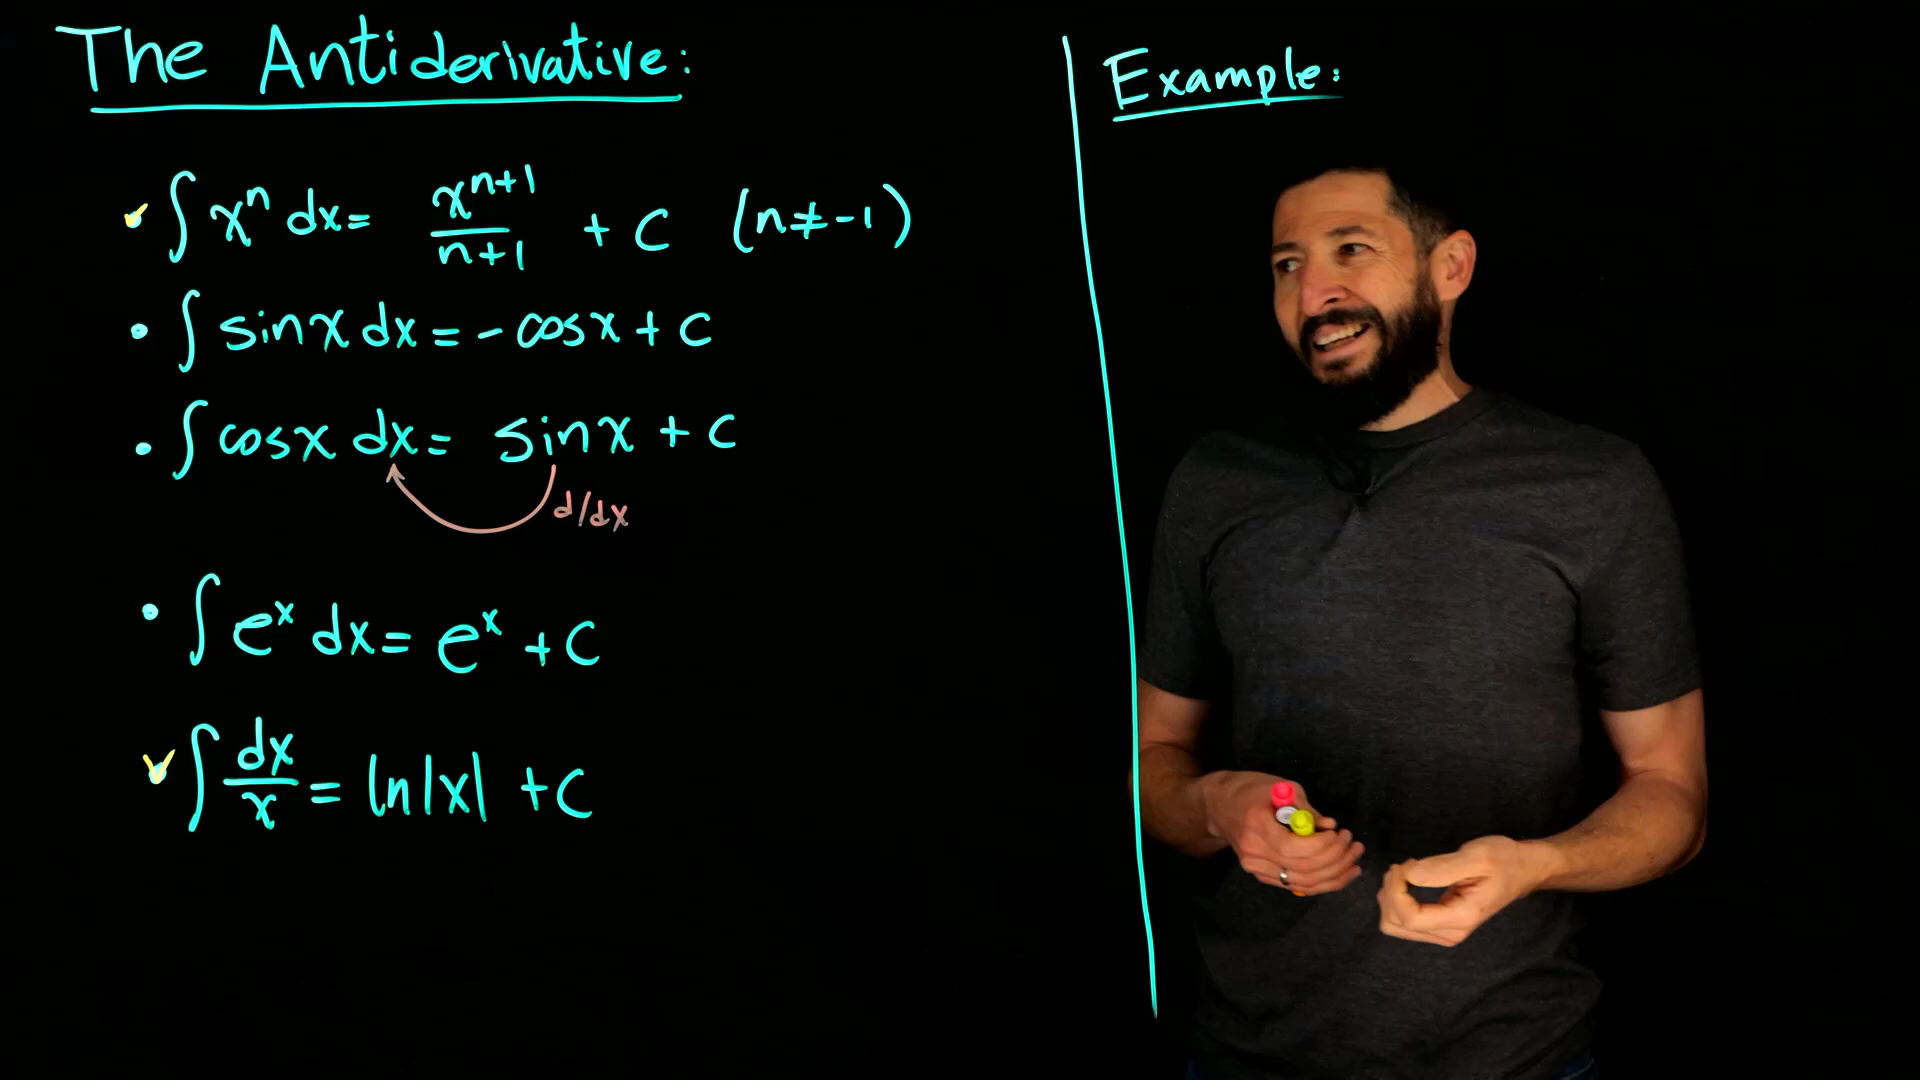 The Antiderivative:
∫ xⁿ dx = xⁿ⁺¹/n+1 + C (n ≠ -1)
• ∫ sin x dx = - cos x + C
• ∫ cos x dx = sin x + C
d/dx
• ∫ eˣ dx = eˣ + C
• ∫ dx/x = ln|x| + C
Example: